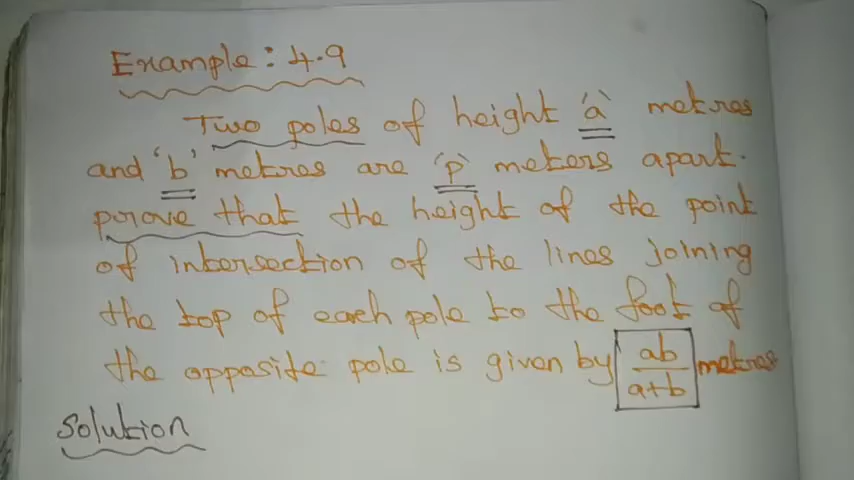 Example: 4.9
Two poles of height 'a' metres
and 'b' metres are 'p' meters apart.
prove that the height of the point
of intersection of the lines joining
the top of each pole to the foot of
the opposite pole is given by ab/a+b metres
Solution